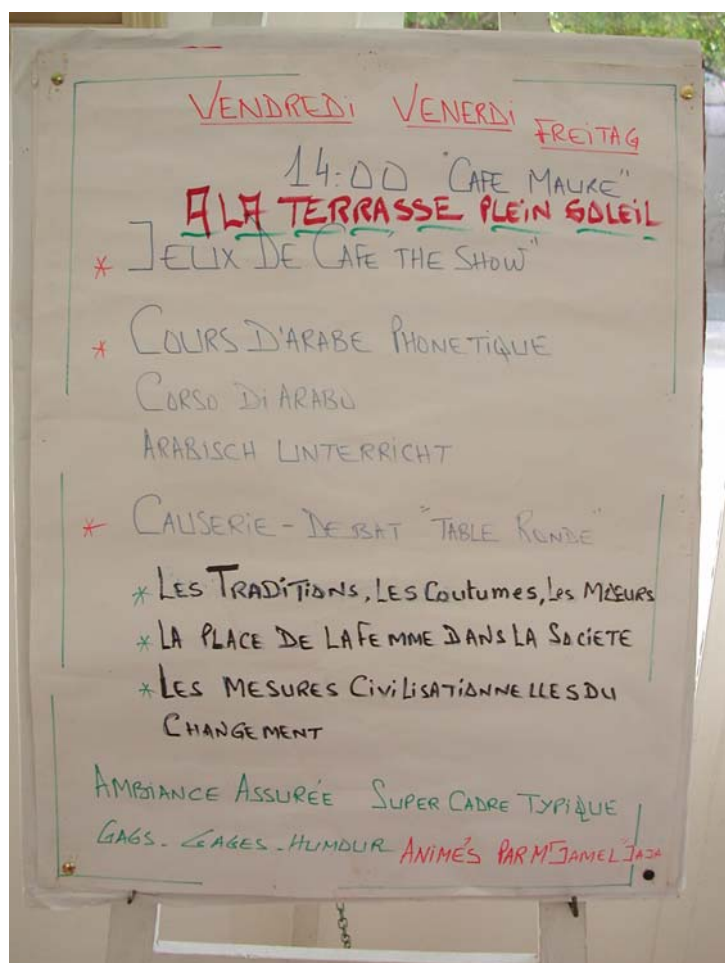 VENDREDI VENERDI FREITAG
14:00 "CAFE MAURE"
A LA TERRASSE PLEIN SOLEIL
* JEUX DE CAFE "THE SHOW"
* COURS D'ARABE PHONETIQUE
CORSO DI ARABO
ARABISCH UNTERRICHT
* CAUSERIE - DEBAT "TABLE RONDE"
* LES TRADITIONS, LES COUTUMES, LES MŒURS
* LA PLACE DE LA FEMME DANS LA SOCIETE
* LES MESURES CIVILISATIONNELLES DU
CHANGEMENT
AMBIANCE ASSURÉE SUPER CADRE TYPIQUE
GAGS - GAGES - HUMOUR ANIMÉS PAR Mr JAMEL "JAJA"